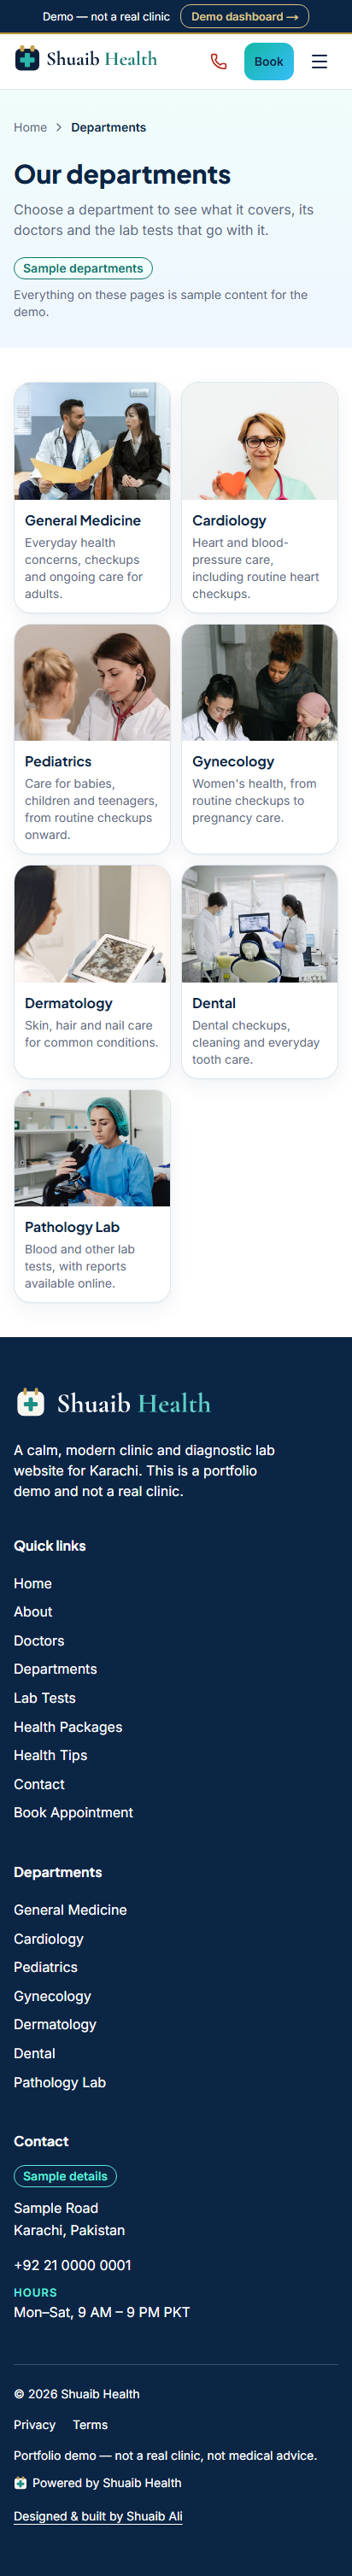 Demo — not a real clinic Demo dashboard →
Shuaib Health Book
Home > Departments
Our departments
Choose a department to see what it covers, its
doctors and the lab tests that go with it.
Sample departments
Everything on these pages is sample content for the
demo.
General Medicine
Everyday health
concerns, checkups
and ongoing care for
adults.
Cardiology
Heart and blood-
pressure care,
including routine heart
checkups.
Pediatrics
Care for babies,
children and teenagers,
from routine checkups
onward.
Gynecology
Women's health, from
routine checkups to
pregnancy care.
Dermatology
Skin, hair and nail care
for common conditions.
Dental
Dental checkups,
cleaning and everyday
tooth care.
Pathology Lab
Blood and other lab
tests, with reports
available online.
Shuaib Health
A calm, modern clinic and diagnostic lab
website for Karachi. This is a portfolio
demo and not a real clinic.
Quick links
Home
About
Doctors
Departments
Lab Tests
Health Packages
Health Tips
Contact
Book Appointment
Departments
General Medicine
Cardiology
Pediatrics
Gynecology
Dermatology
Dental
Pathology Lab
Contact
Sample details
Sample Road
Karachi, Pakistan
+92 21 0000 0001
HOURS
Mon–Sat, 9 AM – 9 PM PKT
© 2026 Shuaib Health
Privacy Terms
Portfolio demo — not a real clinic, not medical advice.
Powered by Shuaib Health
Designed & built by Shuaib Ali